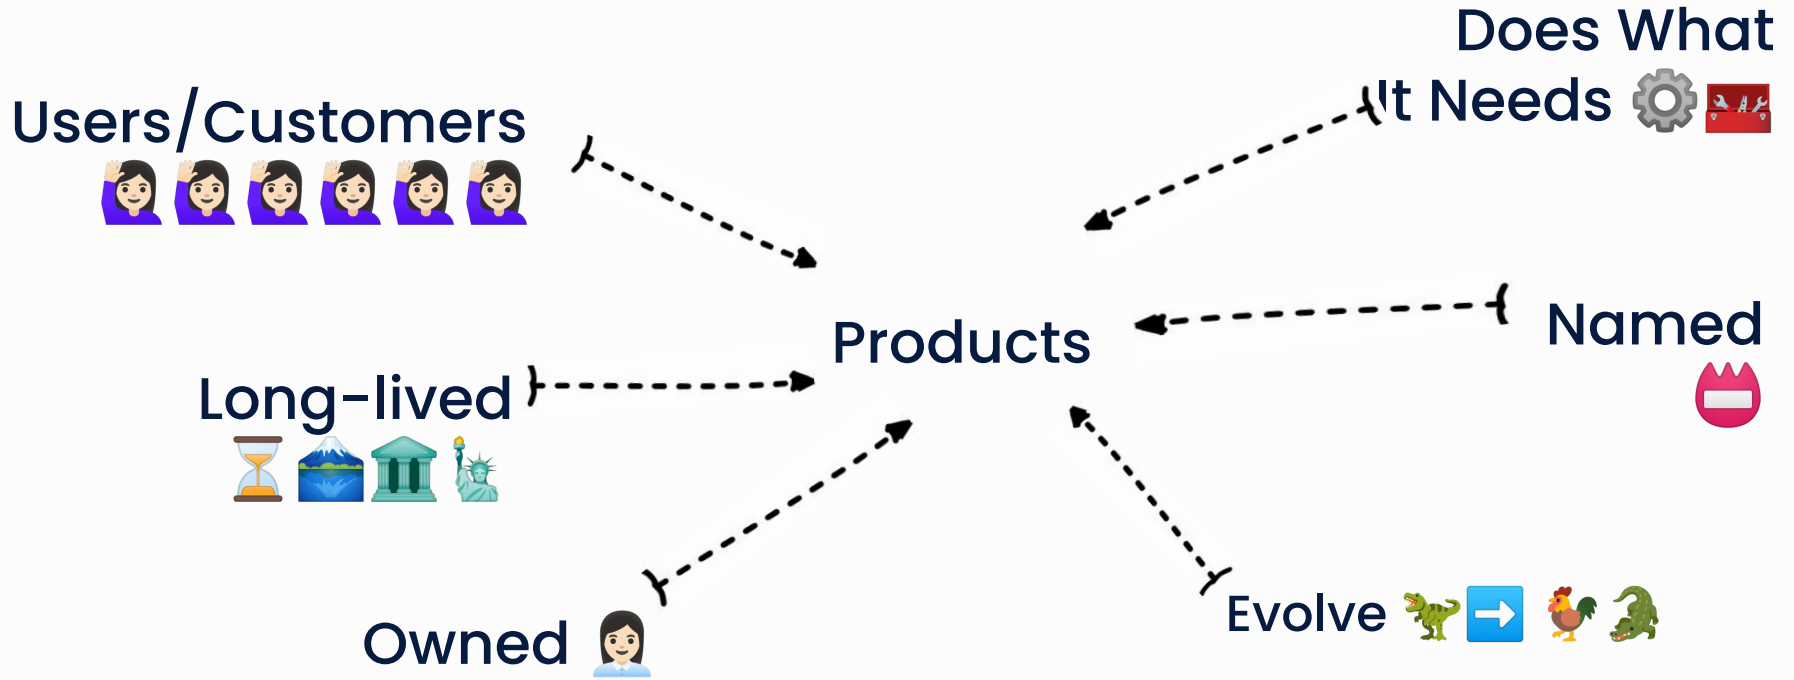 Does What
It Needs
Users/Customers
Named
Products
Long-lived
Evolve
Owned